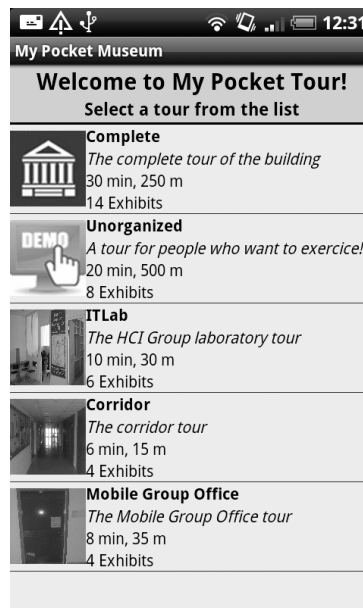 12:31
My Pocket Museum
Welcome to My Pocket Tour!
Select a tour from the list
Complete
The complete tour of the building
30 min, 250 m
14 Exhibits
DEMO
Unorganized
A tour for people who want to exercice!
20 min, 500 m
8 Exhibits
ITLab
The HCI Group laboratory tour
10 min, 30 m
6 Exhibits
Corridor
The corridor tour
6 min, 15 m
4 Exhibits
Mobile Group Office
The Mobile Group Office tour
8 min, 35 m
4 Exhibits